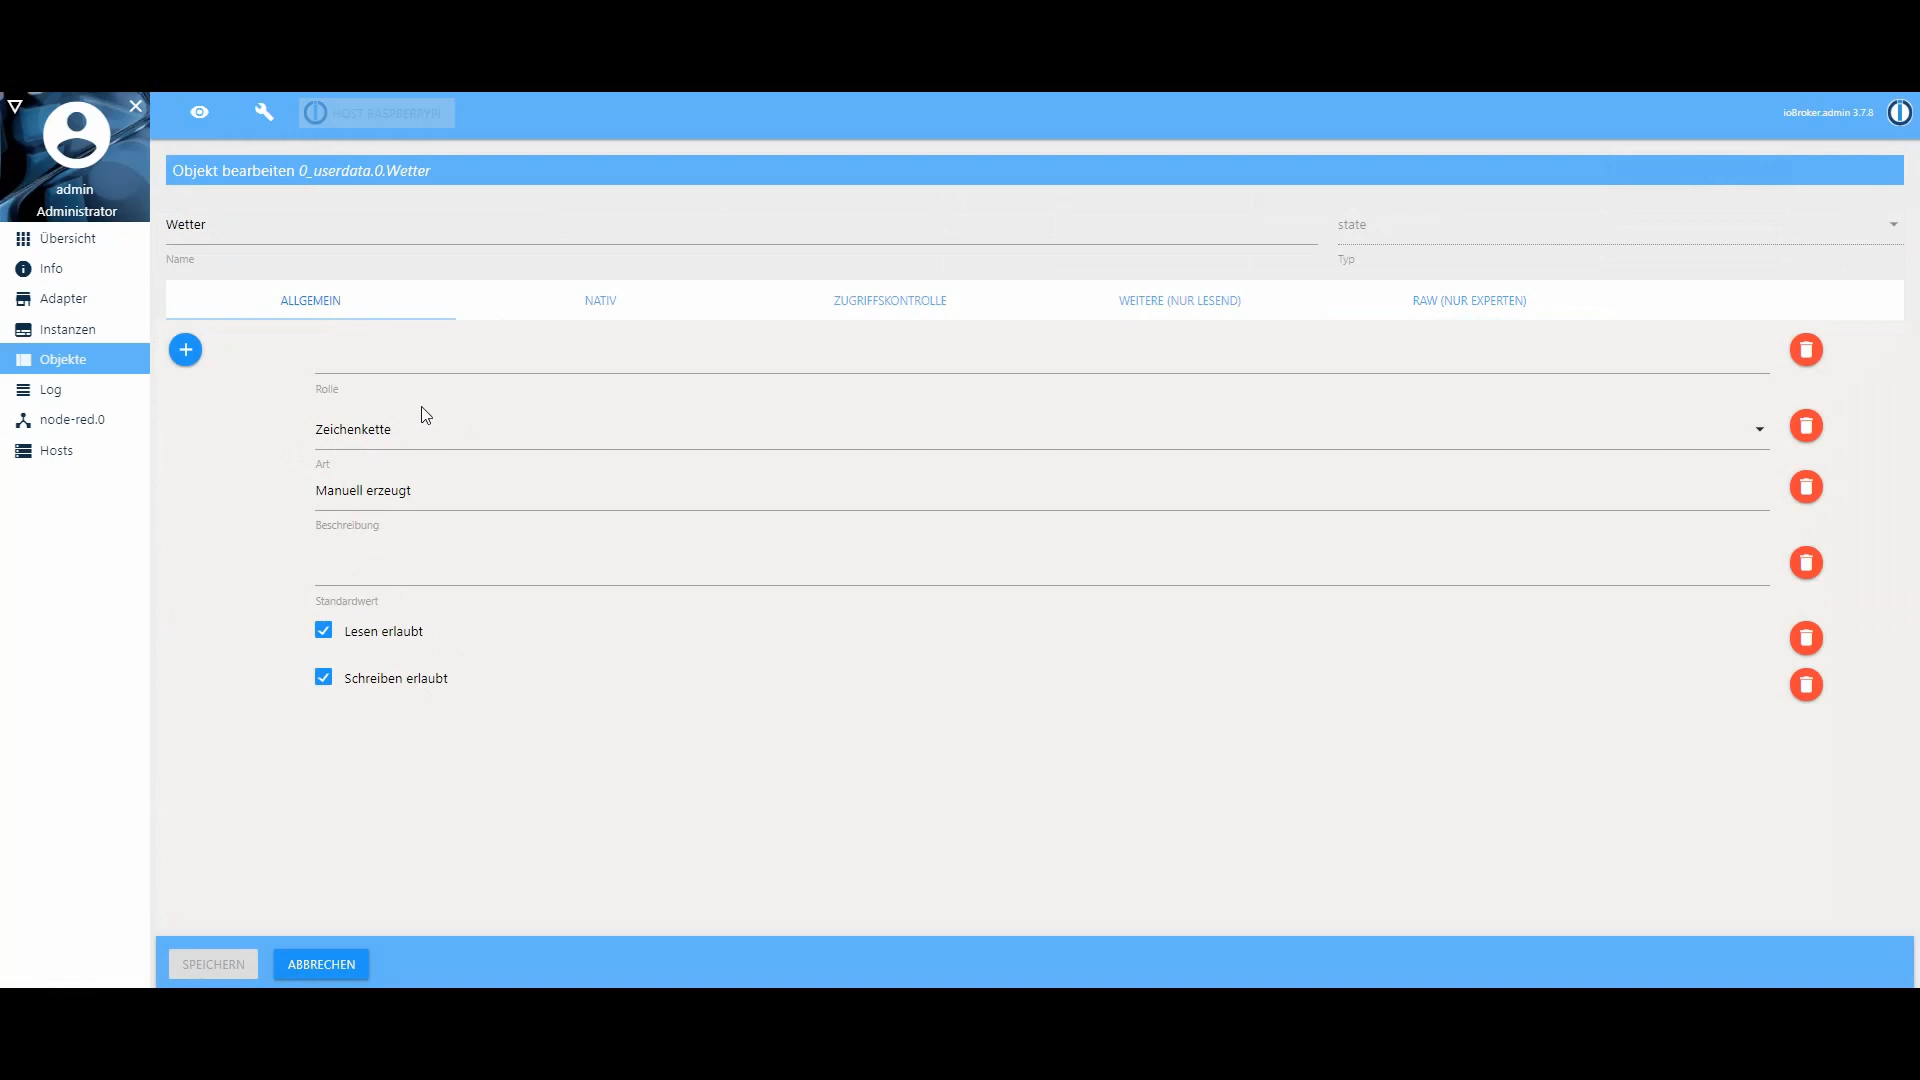 HOST RASPBERRYPI
ioBroker.admin 3.7.8
admin
Administrator
Übersicht
Info
Adapter
Instanzen
Objekte
Log
node-red.0
Hosts
Objekt bearbeiten 0_userdata.0.Wetter
Wetter
state
Name
Typ
ALLGEMEIN
NATIV
ZUGRIFFSKONTROLLE
WEITERE (NUR LESEND)
RAW (NUR EXPERTEN)
Rolle
Zeichenkette
Art
Manuell erzeugt
Beschreibung
Standardwert
Lesen erlaubt
Schreiben erlaubt
SPEICHERN
ABBRECHEN